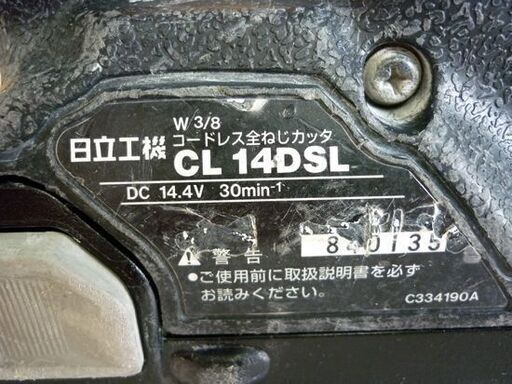 W 3/8
コードレス全ねじカッタ
日立工機 CL 14DSL
DC 14.4V 30min⁻¹
警告 840135
●ご使用前に取扱説明書を必ず
お読みください。
C334190A